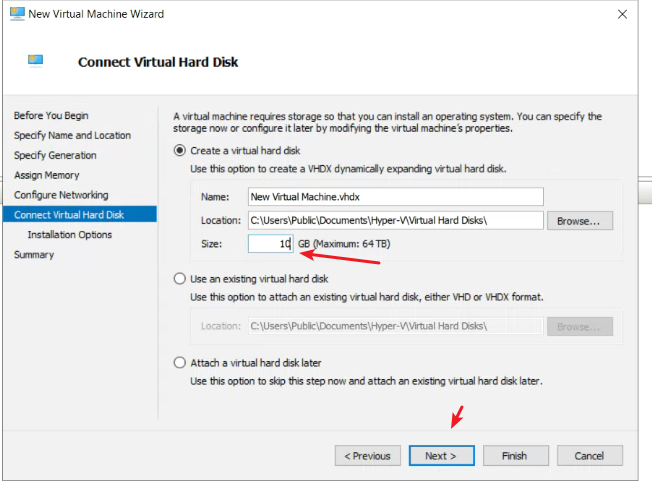 New Virtual Machine Wizard
Connect Virtual Hard Disk
Before You Begin
Specify Name and Location
Specify Generation
Assign Memory
Configure Networking
Connect Virtual Hard Disk
Installation Options
Summary
A virtual machine requires storage so that you can install an operating system. You can specify the
storage now or configure it later by modifying the virtual machine's properties.
Create a virtual hard disk
Use this option to create a VHDX dynamically expanding virtual hard disk.
Name: New Virtual Machine.vhdx
Location: C:\Users\Public\Documents\Hyper-V\Virtual Hard Disks\ Browse...
Size: 10 GB (Maximum: 64 TB)
Use an existing virtual hard disk
Use this option to attach an existing virtual hard disk, either VHD or VHDX format.
Location: C:\Users\Public\Documents\Hyper-V\Virtual Hard Disks\ Browse...
Attach a virtual hard disk later
Use this option to skip this step now and attach an existing virtual hard disk later.
< Previous Next > Finish Cancel